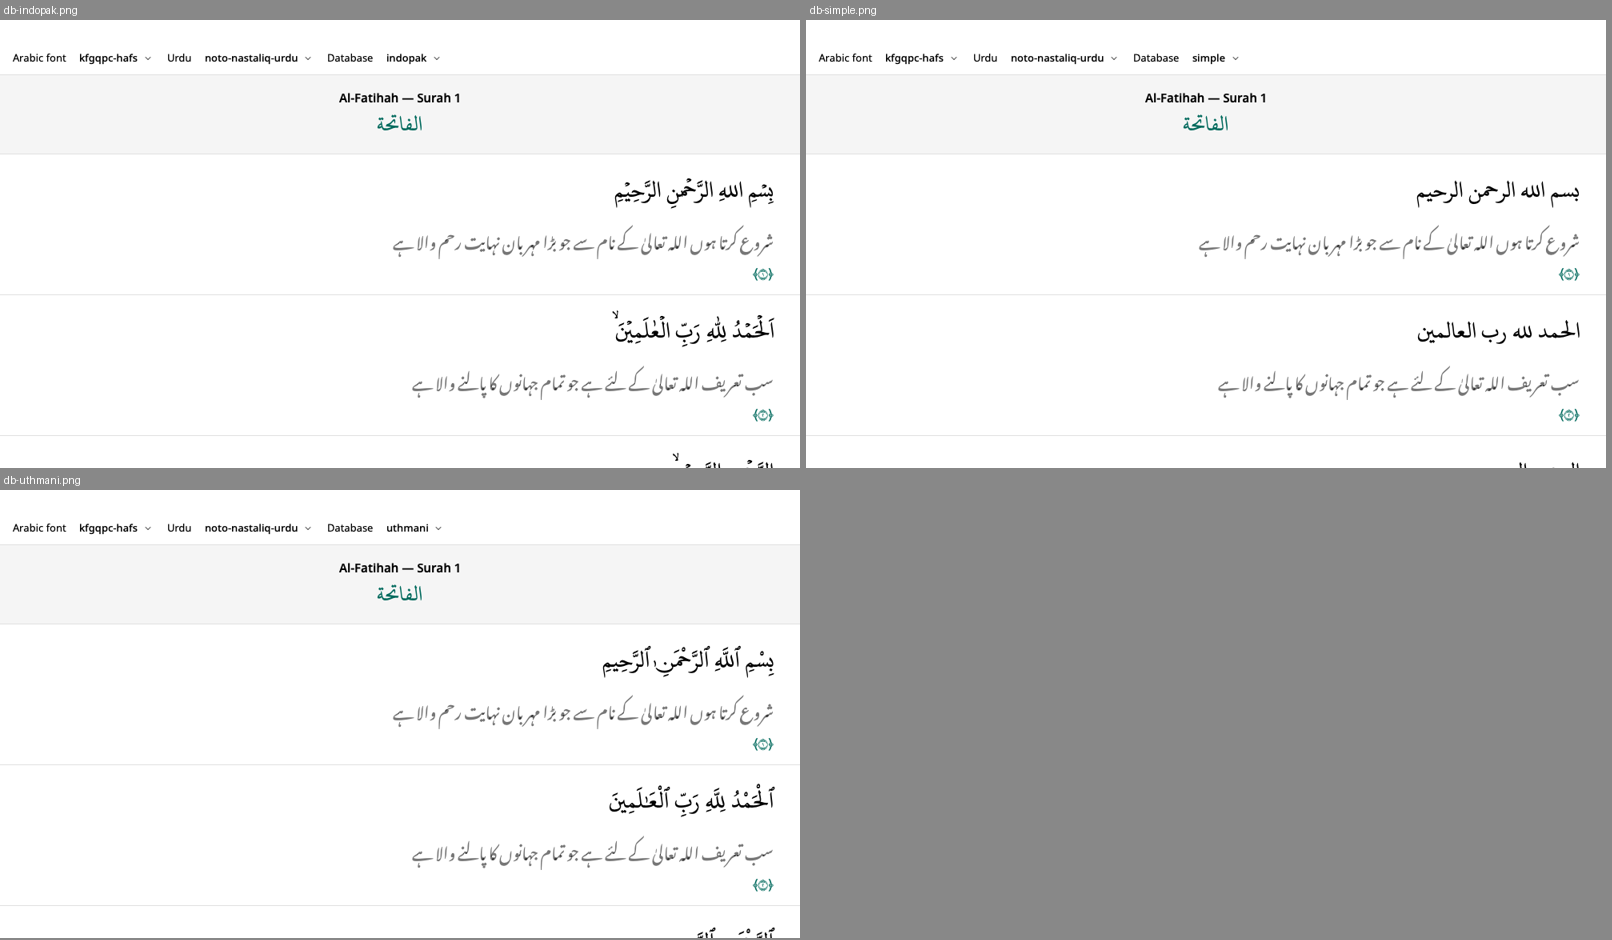 db-indopak.png
Arabic font kfgqpc-hafs Urdu noto-nastaliq-urdu Database indopak
Al-Fatihah — Surah 1
الفاتحة
بِسْمِ اللهِ الرَّحْمٰنِ الرَّحِيْمِ
شروع کرتا ہوں اللہ تعالیٰ کے نام سے جو بڑا مہربان نہایت رحم والا ہے
﴿۱﴾
اَلْحَمْدُ لِلّٰهِ رَبِّ الْعٰلَمِيْنَۙ
سب تعریف اللہ تعالیٰ کے لئے ہے جو تمام جہانوں کا پالنے والا ہے
﴿۲﴾
db-simple.png
Arabic font kfgqpc-hafs Urdu noto-nastaliq-urdu Database simple
Al-Fatihah — Surah 1
الفاتحة
بسم الله الرحمن الرحيم
شروع کرتا ہوں اللہ تعالیٰ کے نام سے جو بڑا مہربان نہایت رحم والا ہے
﴿۱﴾
الحمد لله رب العالمين
سب تعریف اللہ تعالیٰ کے لئے ہے جو تمام جہانوں کا پالنے والا ہے
﴿۲﴾
db-uthmani.png
Arabic font kfgqpc-hafs Urdu noto-nastaliq-urdu Database uthmani
Al-Fatihah — Surah 1
الفاتحة
بِسْمِ ٱللَّهِ ٱلرَّحْمَٰنِ ٱلرَّحِيمِ
شروع کرتا ہوں اللہ تعالیٰ کے نام سے جو بڑا مہربان نہایت رحم والا ہے
﴿۱﴾
ٱلْحَمْدُ لِلَّهِ رَبِّ ٱلْعَٰلَمِينَ
سب تعریف اللہ تعالیٰ کے لئے ہے جو تمام جہانوں کا پالنے والا ہے
﴿۲﴾